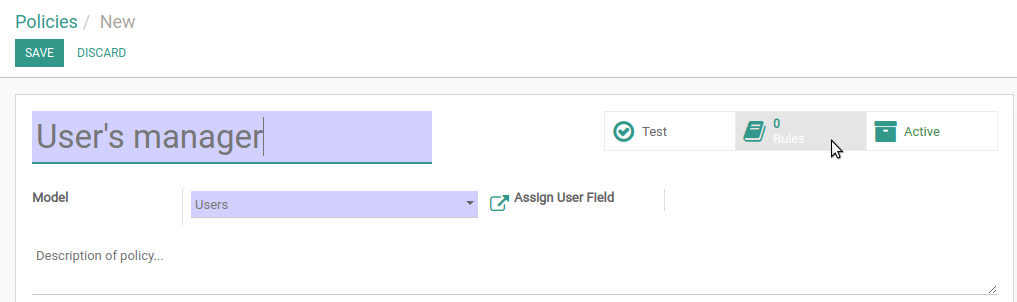 Policies / New
SAVE DISCARD
User's manager
Test
0
Rules
Active
Model
Users
Assign User Field
Description of policy...